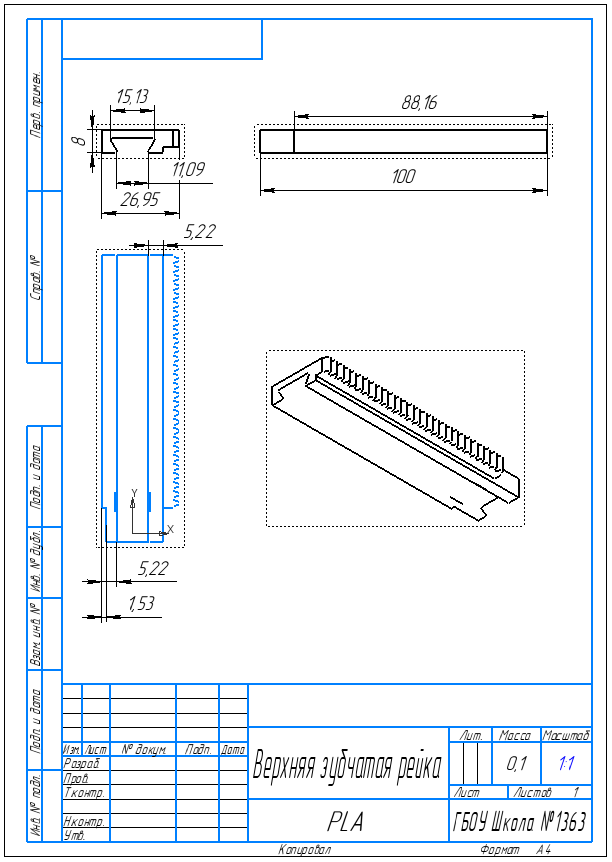 Перв. примен.
Справ. №
Подп. и дата
Инв. № дубл.
Взам. инв. №
Подп. и дата
Инв. № подл.
15,13
8
11,09
26,95
88,16
100
5,22
Y
X
5,22
1,53
Изм. Лист № докум. Подп. Дата
Разраб.
Пров.
Т.контр.
Н.контр.
Утв.
Верхняя зубчатая рейка
Лит. Масса Масштаб
0,1 1:1
Лист Листов 1
PLA
ГБОУ Школа №1363
Копировал Формат A4